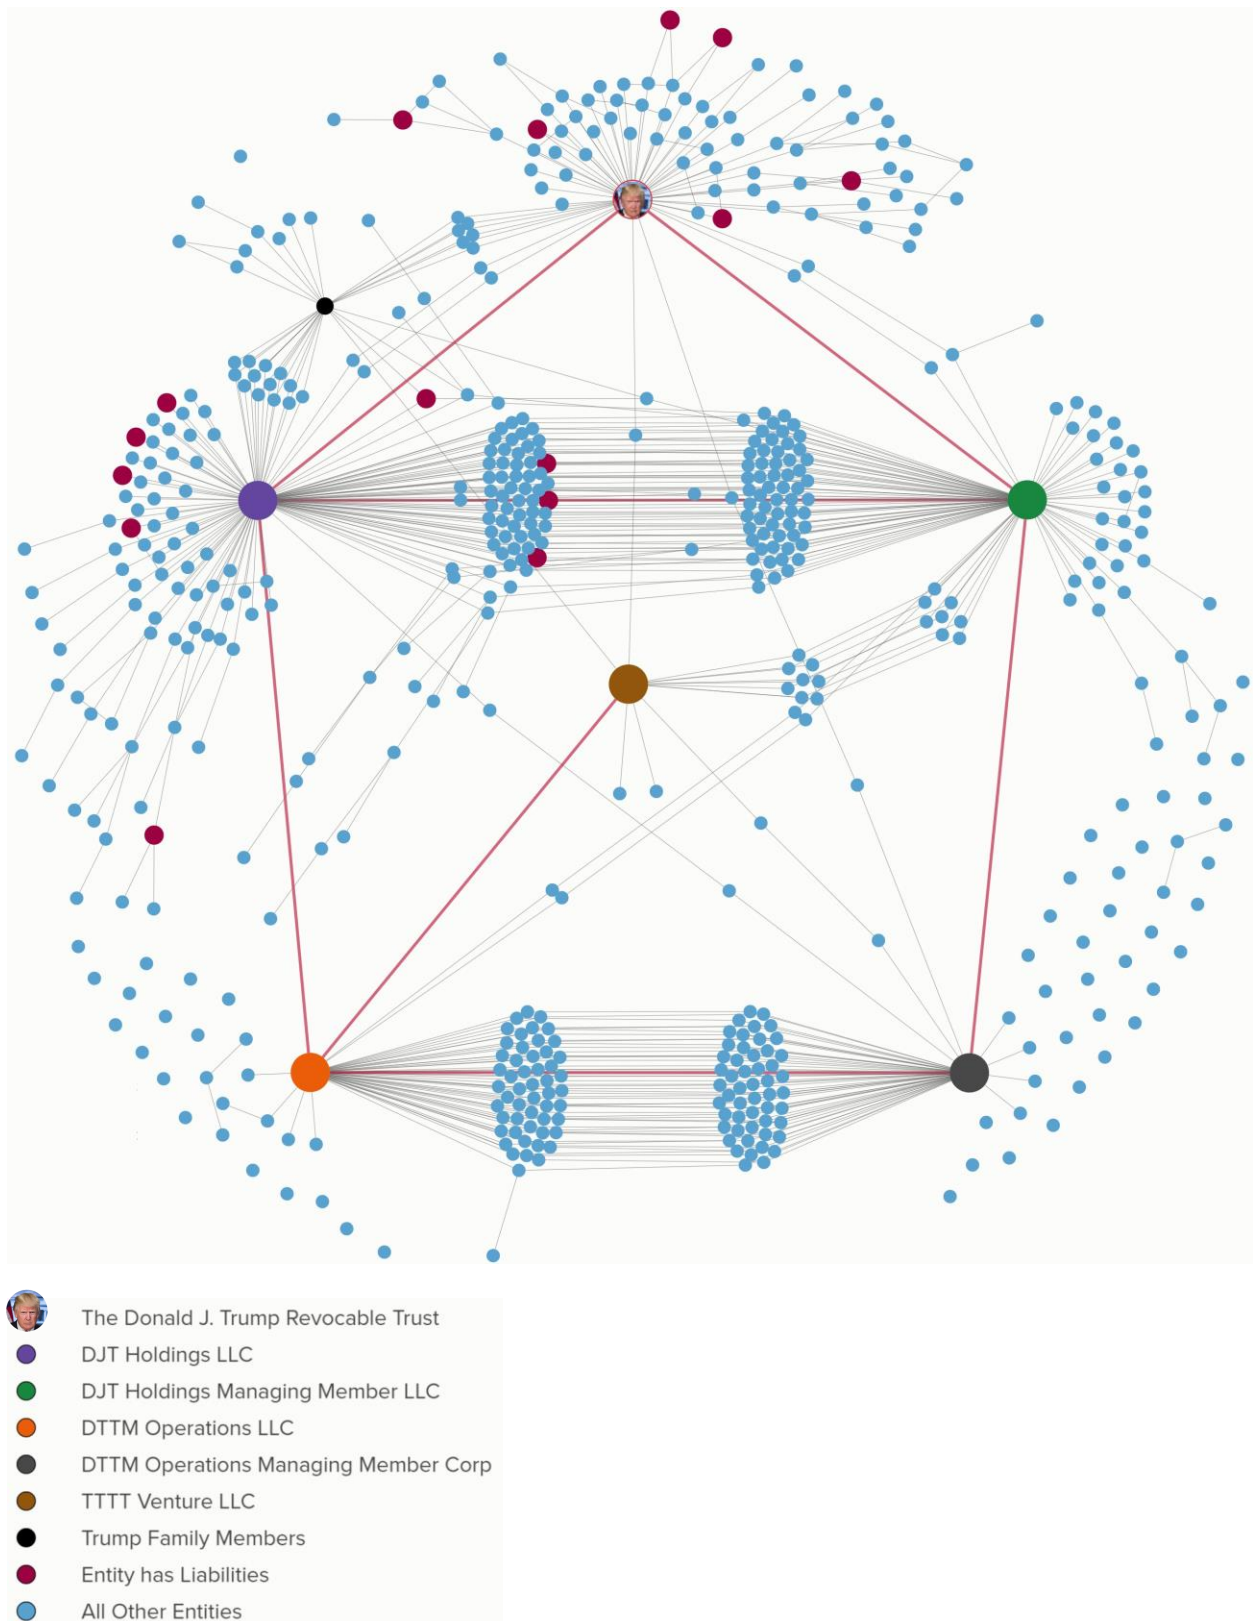 The Donald J. Trump Revocable Trust
DJT Holdings LLC
DJT Holdings Managing Member LLC
DTTM Operations LLC
DTTM Operations Managing Member Corp
TTTT Venture LLC
Trump Family Members
Entity has Liabilities
All Other Entities